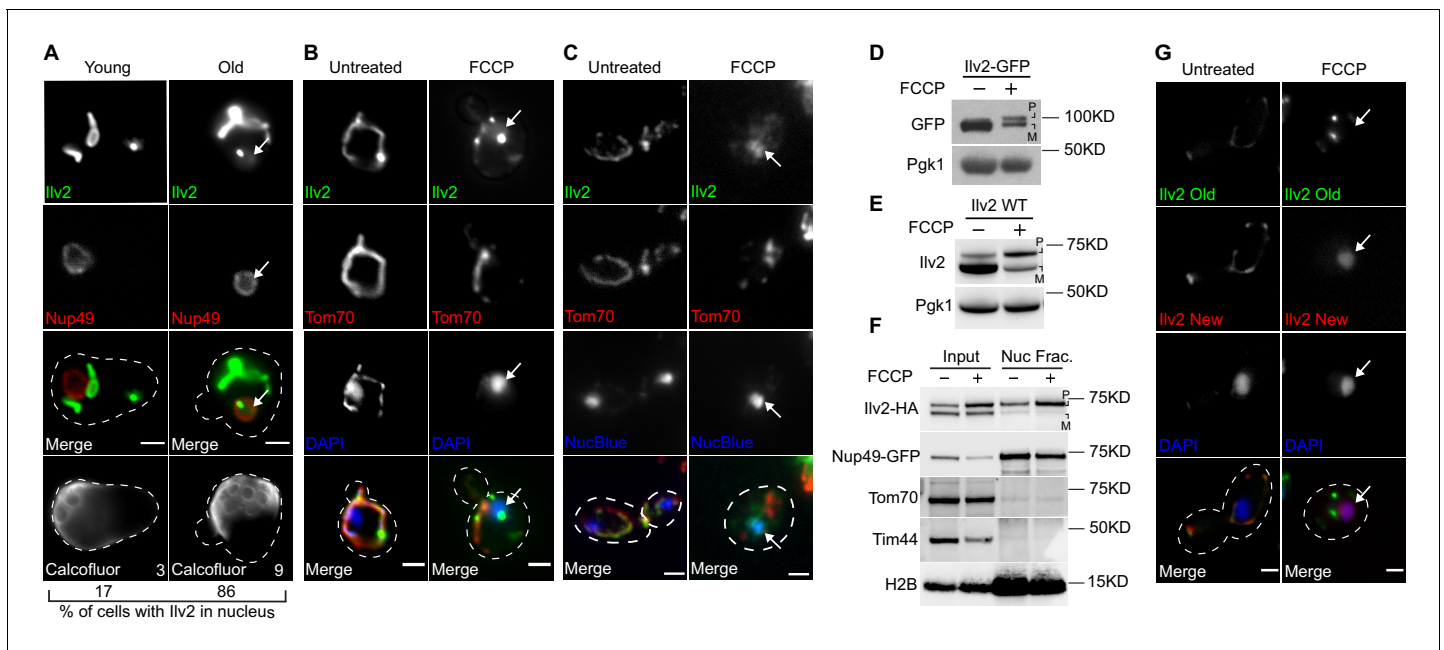 A
Young Old
Ilv2 Ilv2
Nup49 Nup49
Merge Merge
Calcofluor 3 Calcofluor 9
17 86
% of cells with Ilv2 in nucleus
B
Untreated FCCP
Ilv2 Ilv2
Tom70 Tom70
DAPI DAPI
Merge Merge
C
Untreated FCCP
Ilv2 Ilv2
Tom70 Tom70
NucBlue NucBlue
Merge Merge
D
Ilv2-GFP
FCCP − +
GFP P M 100KD
50KD
Pgk1
E
Ilv2 WT
FCCP − +
Ilv2 P M 75KD
50KD
Pgk1
F
Input Nuc Frac.
FCCP − + − +
Ilv2-HA P M 75KD
Nup49-GFP 75KD
Tom70 75KD
Tim44 50KD
H2B 15KD
G
Untreated FCCP
Ilv2 Old Ilv2 Old
Ilv2 New Ilv2 New
DAPI DAPI
Merge Merge